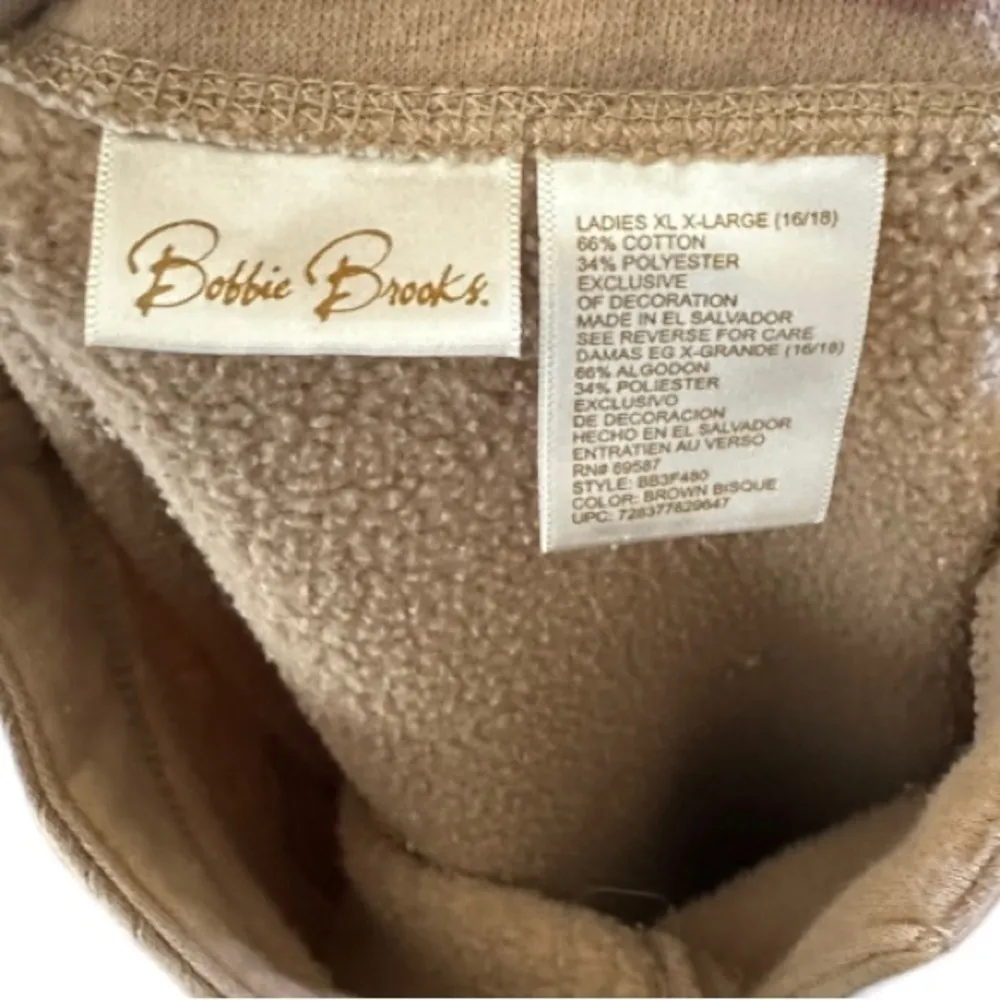 Bobbie Brooks.
LADIES XL X-LARGE (16/18)
66% COTTON
34% POLYESTER
EXCLUSIVE
OF DECORATION
MADE IN EL SALVADOR
SEE REVERSE FOR CARE
DAMAS EG X-GRANDE (16/18)
66% ALGODON
34% POLIESTER
EXCLUSIVO
DE DECORACION
HECHO EN EL SALVADOR
ENTRATIEN AU VERSO
RN# 69587
STYLE: BB3F480
COLOR: BROWN BISQUE
UPC: 728377829647